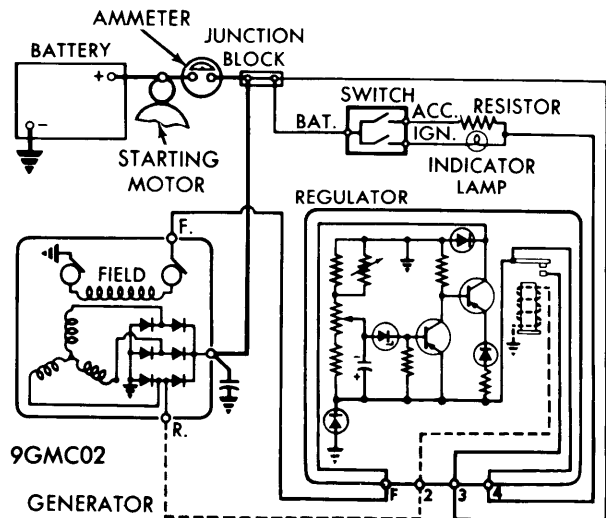 AMMETER
BATTERY
JUNCTION
BLOCK
+
-
SWITCH
BAT.
ACC.
RESISTOR
IGN.
INDICATOR
LAMP
STARTING
MOTOR
REGULATOR
F.
FIELD
-
+
R.
9GMC02
GENERATOR
F
2
3
4